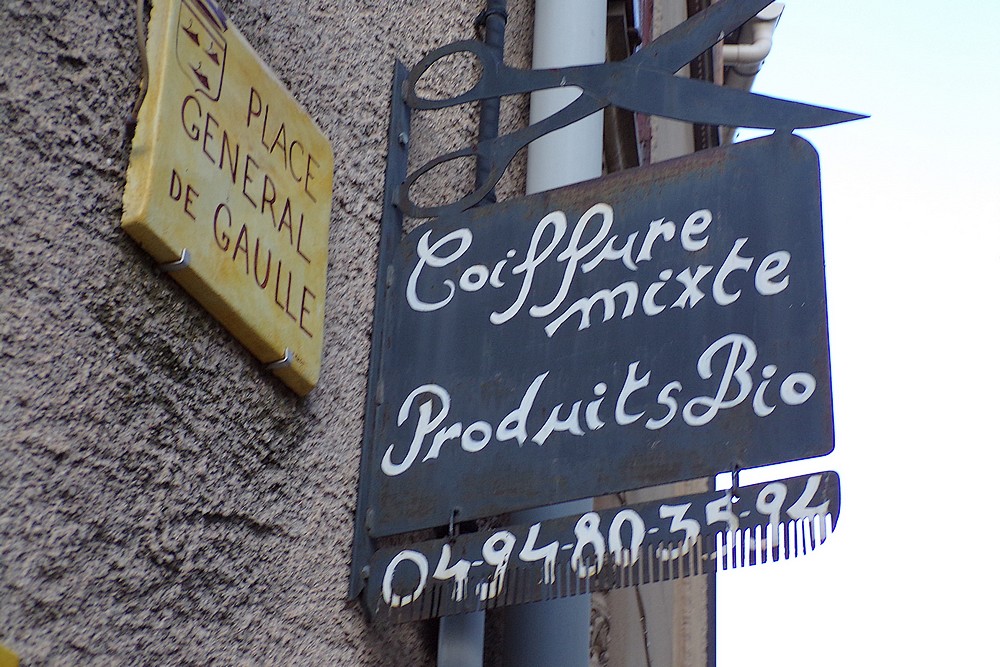 PLACE
GENERAL
DE GAULLE
Coiffure
mixte
Produits Bio
04-94-80-35-94